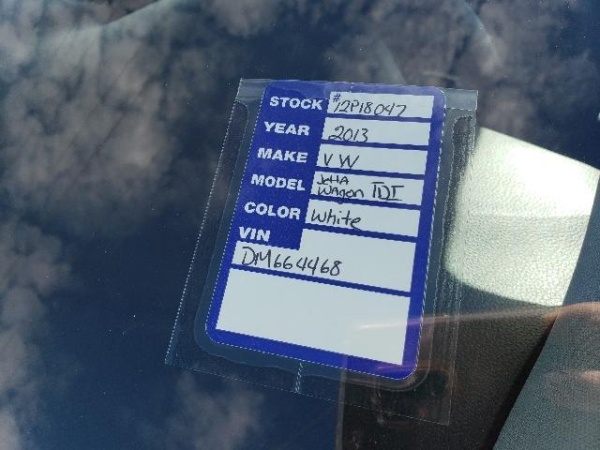 STOCK #12P18047
YEAR 2013
MAKE VW
MODEL Jetta
Wagon TDI
COLOR White
VIN
DM664468